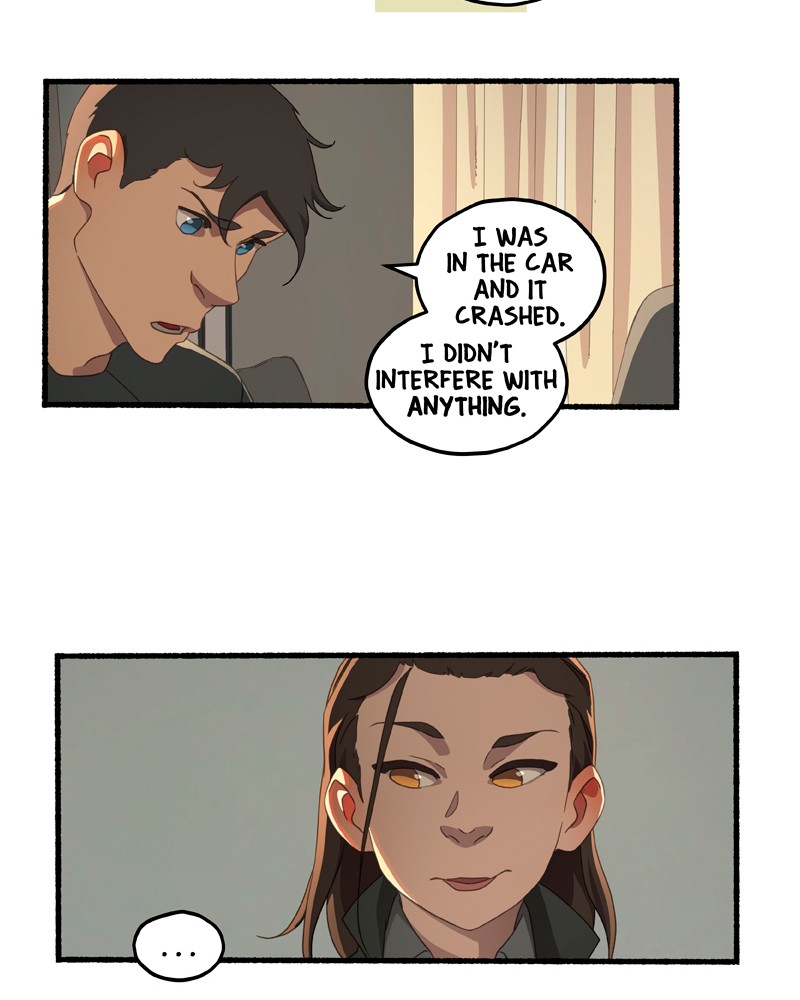 I WAS
IN THE CAR
AND IT
CRASHED.
I DIDN'T
INTERFERE WITH
ANYTHING.
...